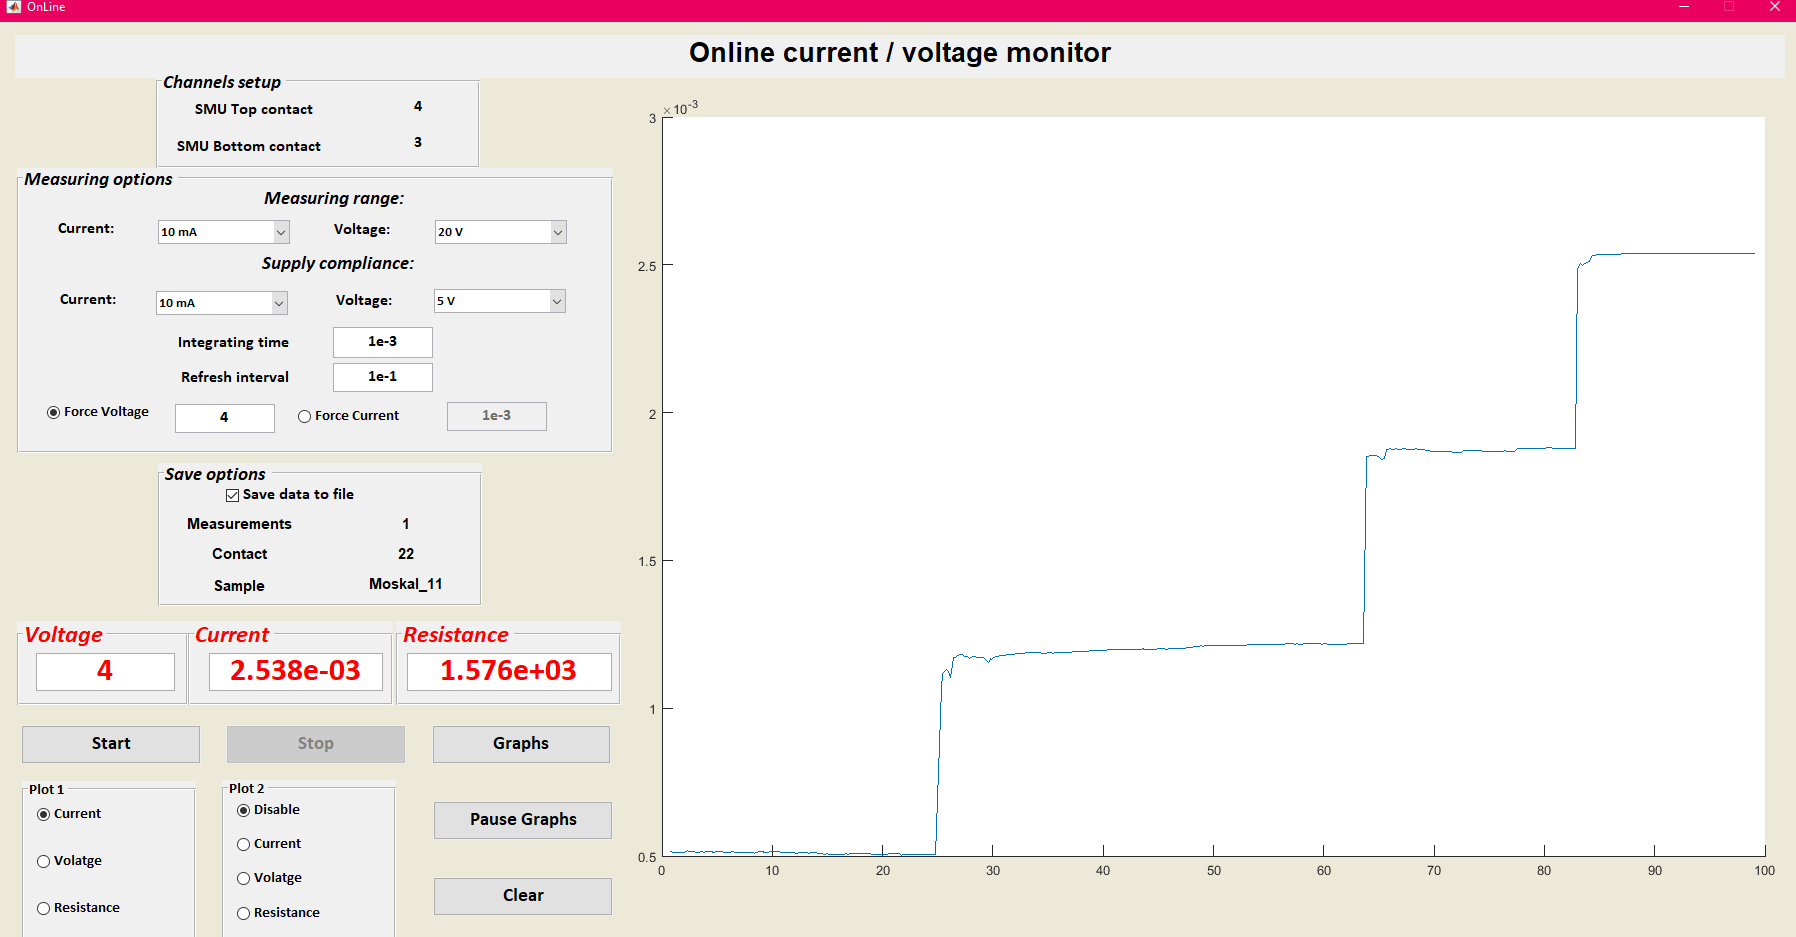 OnLine
Online current / voltage monitor
Channels setup
SMU Top contact 4
SMU Bottom contact 3
Measuring options
Measuring range:
Current: 10 mA Voltage: 20 V
Supply compliance:
Current: 10 mA Voltage: 5 V
Integrating time 1e-3
Refresh interval 1e-1
Force Voltage 4 Force Current 1e-3
Save options
Save data to file
Measurements 1
Contact 22
Sample Moskal_11
Voltage Current Resistance
4 2.538e-03 1.576e+03
Start Stop Graphs
Plot 1
Current
Volatge
Resistance
Plot 2
Disable
Current
Volatge
Resistance
Pause Graphs
Clear
×10-3
3
2.5
2
1.5
1
0.5
0 10 20 30 40 50 60 70 80 90 100